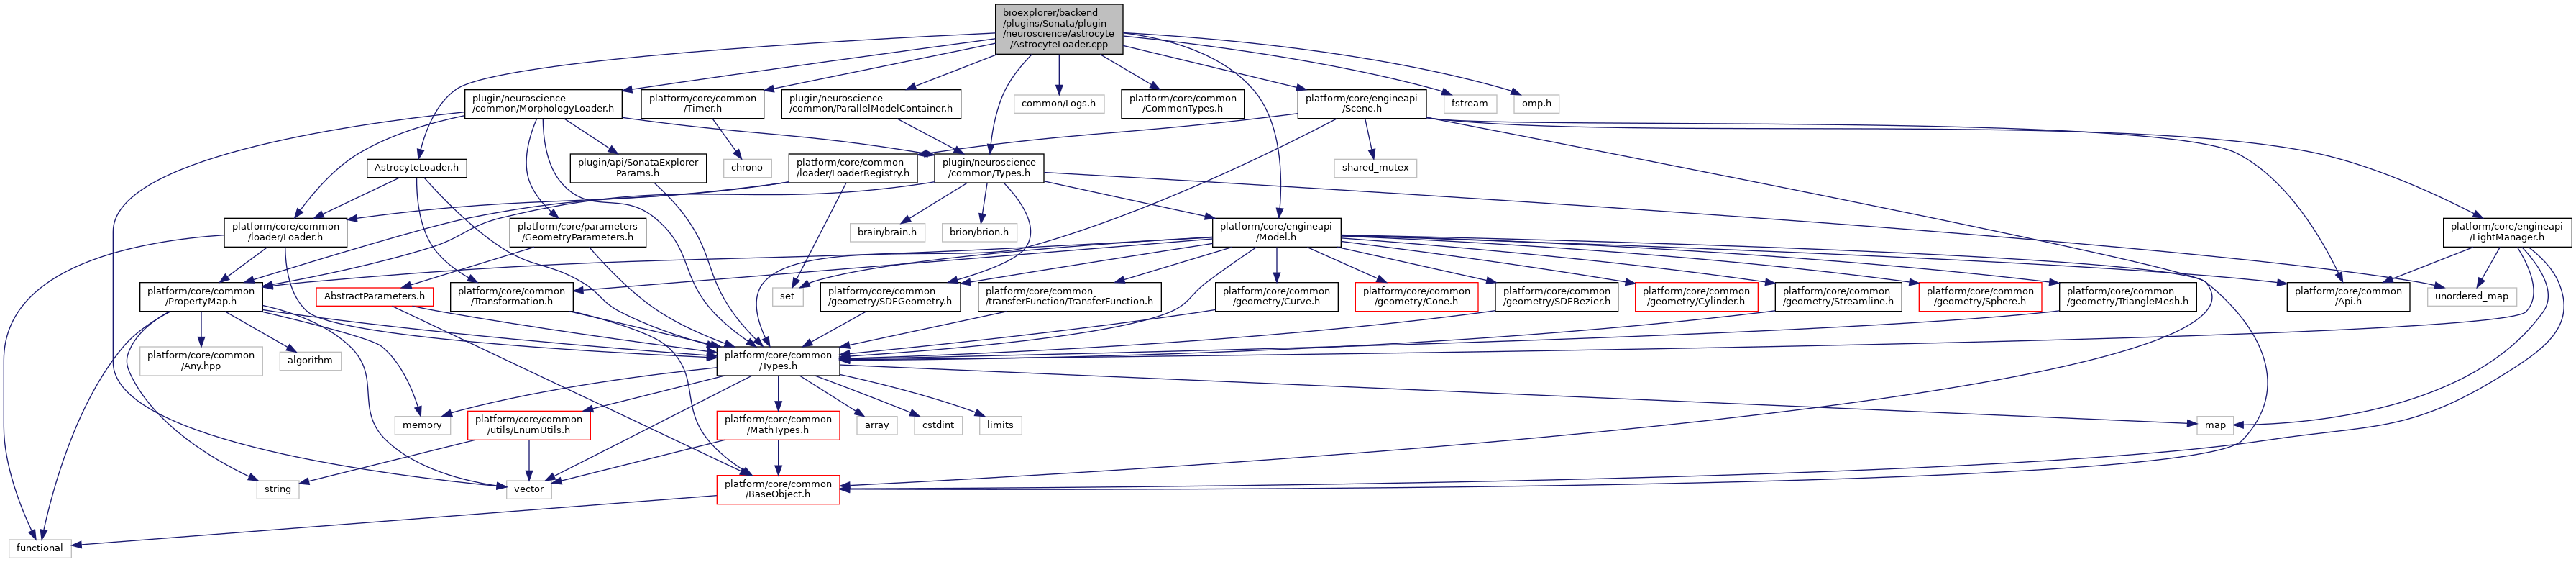 bioexplorer/backend
/plugins/Sonata/plugin
/neuroscience/astrocyte
/AstrocyteLoader.cpp
plugin/neuroscience
/common/MorphologyLoader.h
platform/core/common
/Timer.h
plugin/neuroscience
/common/ParallelModelContainer.h
common/Logs.h
platform/core/common
/CommonTypes.h
platform/core/engineapi
/Scene.h
fstream
omp.h
AstrocyteLoader.h
plugin/api/SonataExplorer
Params.h
chrono
platform/core/common
/loader/LoaderRegistry.h
plugin/neuroscience
/common/Types.h
shared_mutex
platform/core/common
/loader/Loader.h
platform/core/parameters
/GeometryParameters.h
brain/brain.h
brion/brion.h
platform/core/engineapi
/Model.h
platform/core/engineapi
/LightManager.h
platform/core/common
/PropertyMap.h
AbstractParameters.h
platform/core/common
/Transformation.h
set
platform/core/common
/geometry/SDFGeometry.h
platform/core/common
/transferFunction/TransferFunction.h
platform/core/common
/geometry/Curve.h
platform/core/common
/geometry/Cone.h
platform/core/common
/geometry/SDFBezier.h
platform/core/common
/geometry/Cylinder.h
platform/core/common
/geometry/Streamline.h
platform/core/common
/geometry/Sphere.h
platform/core/common
/geometry/TriangleMesh.h
platform/core/common
/Api.h
unordered_map
platform/core/common
/Any.hpp
algorithm
platform/core/common
/Types.h
memory
platform/core/common
/utils/EnumUtils.h
platform/core/common
/MathTypes.h
array
cstdint
limits
map
string
vector
platform/core/common
/BaseObject.h
functional